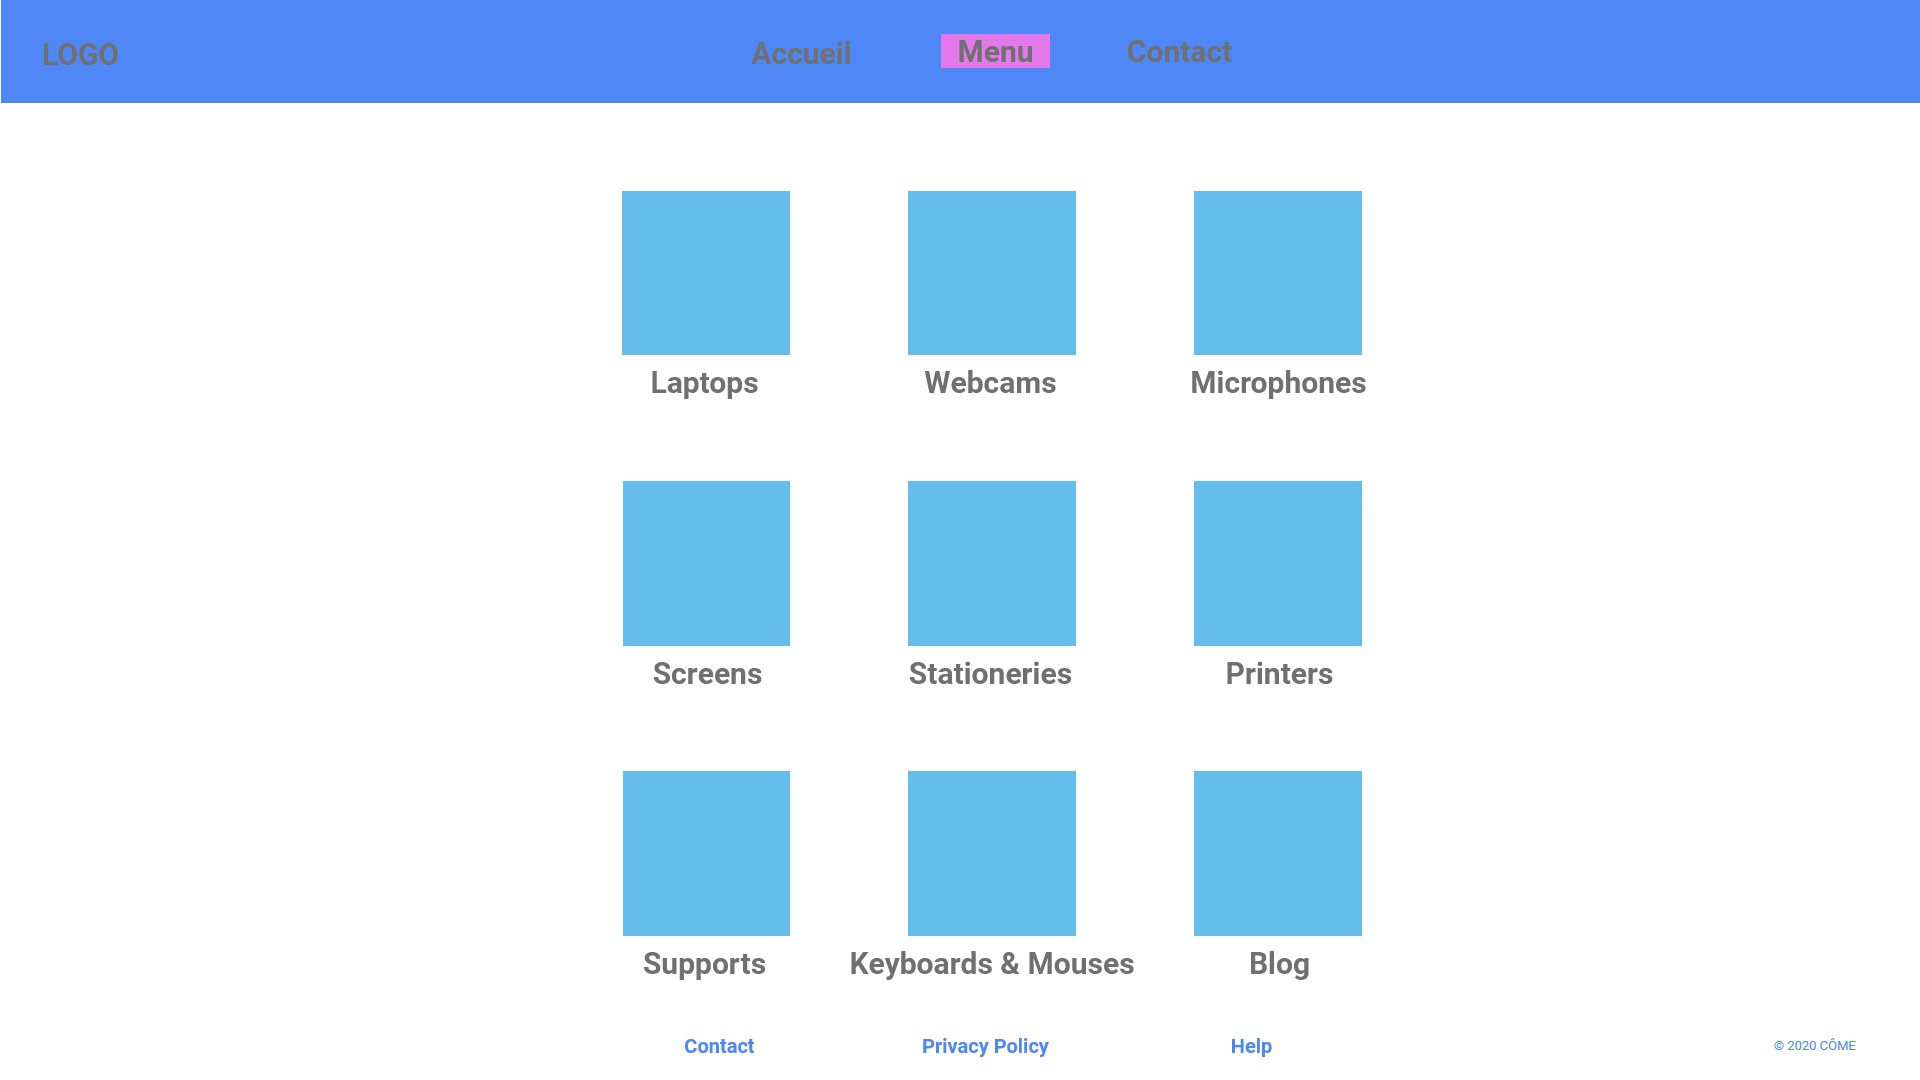 LOGO
Accueil
Menu
Contact
Laptops
Webcams
Microphones
Screens
Stationeries
Printers
Supports
Keyboards & Mouses
Blog
Contact
Privacy Policy
Help
© 2020 CÔME